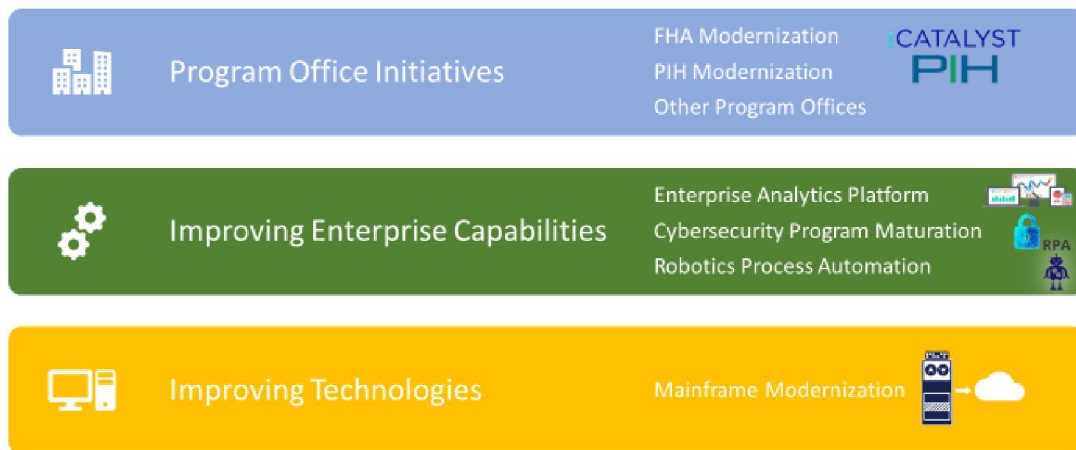 Program Office Initiatives
FHA Modernization
PIH Modernization
Other Program Offices
CATALYST
PIH
Improving Enterprise Capabilities
Enterprise Analytics Platform
Cybersecurity Program Maturation
Robotics Process Automation
RPA
Improving Technologies
Mainframe Modernization